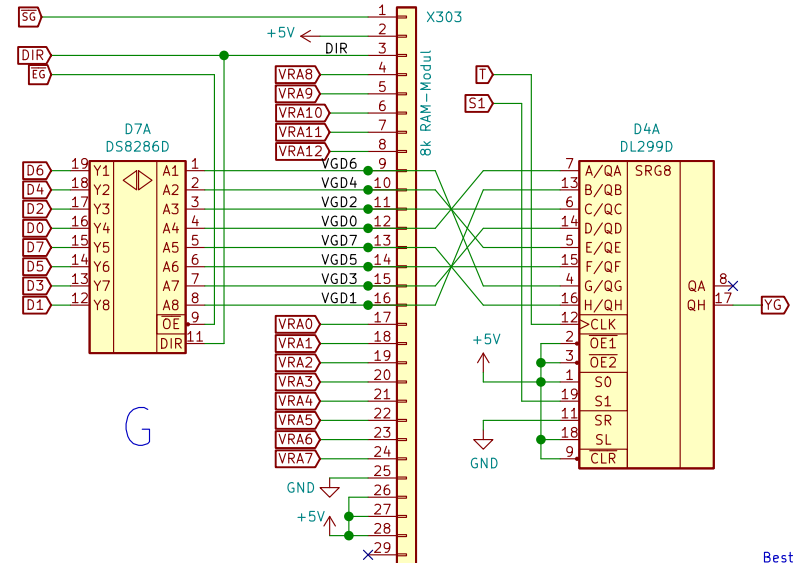 SG 1 X303
+5V 2
DIR DIR 3
EG VRA8 4 T
VRA9 5 S1
VRA10 6
VRA11 7
VRA12 8
8k RAM-Modul
D7A D4A
DS8286D DL299D
D6 19 Y1 A1 1 VGD6 9 7 A/QA SRG8
D4 18 Y2 A2 2 VGD4 10 13 B/QB
D2 17 Y3 A3 3 VGD2 11 6 C/QC
D0 16 Y4 A4 4 VGD0 12 14 D/QD
D7 15 Y5 A5 5 VGD7 13 5 E/QE
D5 14 Y6 A6 6 VGD5 14 15 F/QF
D3 13 Y7 A7 7 VGD3 15 4 G/QG QA 8
D1 12 Y8 A8 8 VGD1 16 16 H/QH QH 17 YG
OE 9 VRA0 17 12 CLK
DIR 11 VRA1 18 +5V 2 OE1
VRA2 19 3 OE2
VRA3 20 1 S0
VRA4 21 19 S1
G VRA5 22 11 SR
VRA6 23 18 SL
VRA7 24 GND 9 CLR
25
GND 26
+5V 27
28
29
Best